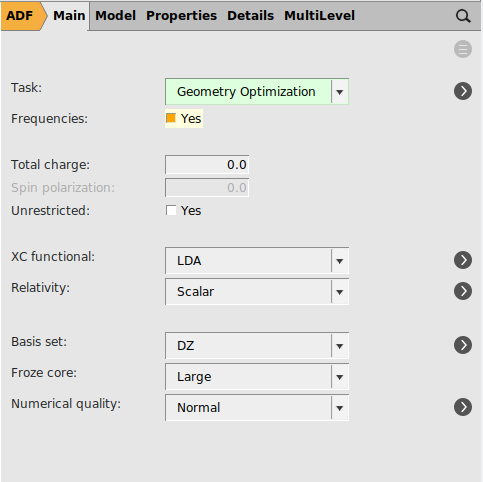 ADF Main Model Properties Details MultiLevel
Task: Geometry Optimization
Frequencies: Yes
Total charge: 0.0
Spin polarization: 0.0
Unrestricted: Yes
XC functional: LDA
Relativity: Scalar
Basis set: DZ
Froze core: Large
Numerical quality: Normal